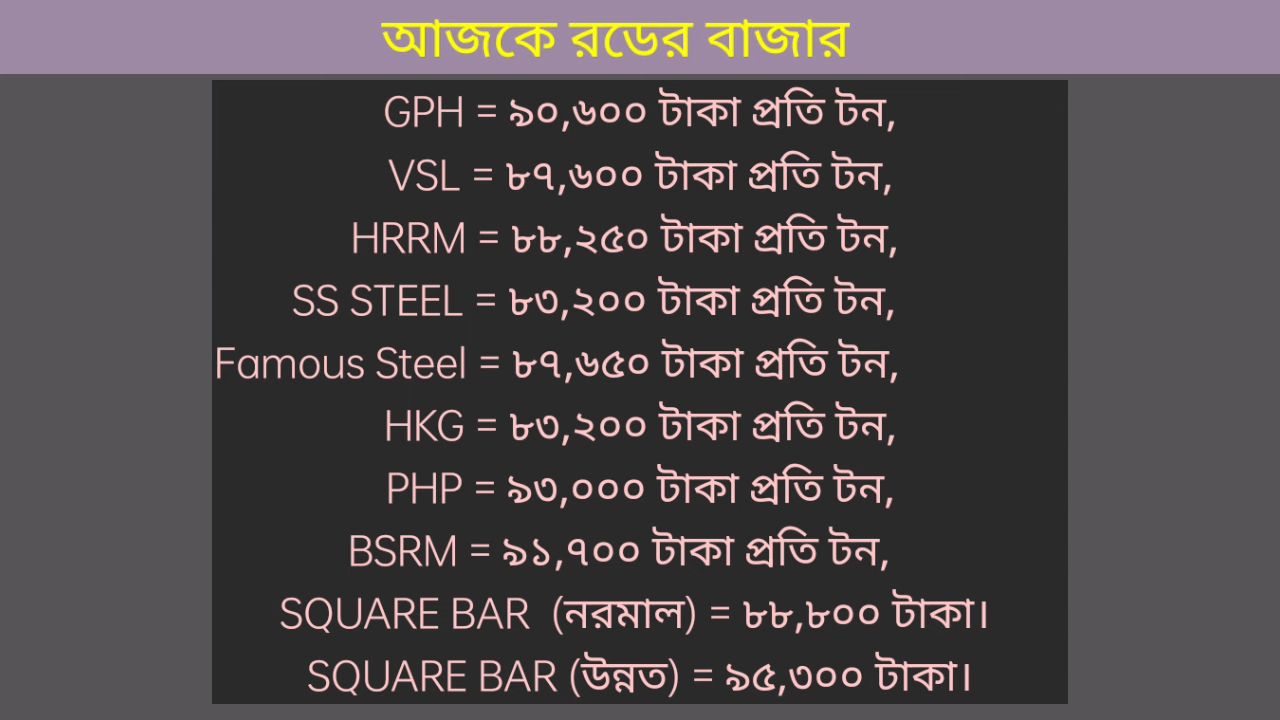 আজকে রডের বাজার
GPH = ৯০,৬০০ টাকা প্রতি টন,
VSL = ৮৭,৬০০ টাকা প্রতি টন,
HRRM = ৮৮,২৫০ টাকা প্রতি টন,
SS STEEL = ৮৩,২০০ টাকা প্রতি টন,
Famous Steel = ৮৭,৬৫০ টাকা প্রতি টন,
HKG = ৮৩,২০০ টাকা প্রতি টন,
PHP = ৯৩,০০০ টাকা প্রতি টন,
BSRM = ৯১,৭০০ টাকা প্রতি টন,
SQUARE BAR (নরমাল) = ৮৮,৮০০ টাকা।
SQUARE BAR (উন্নত) = ৯৫,৩০০ টাকা।